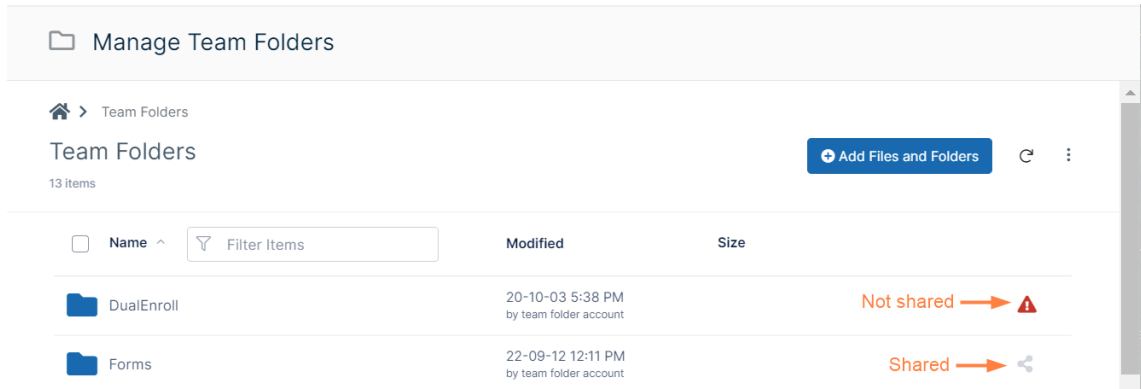 Manage Team Folders
Team Folders
Team Folders
Add Files and Folders
13 items
Name
Filter Items
Modified
Size
DualEnroll
20-10-03 5:38 PM
by team folder account
Not shared
Forms
22-09-12 12:11 PM
by team folder account
Shared